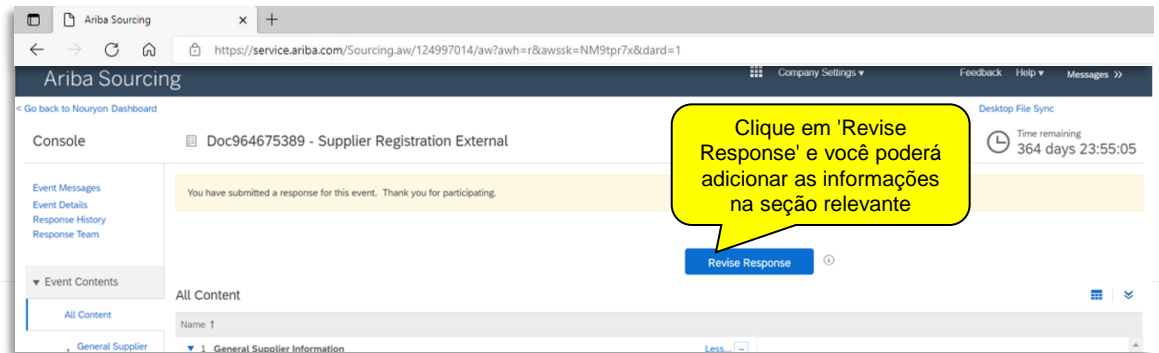 Ariba Sourcing
https://service.ariba.com/Sourcing.aw/124997014/aw?awh=r&awssk=NM9tpr7x&dard=1
Ariba Sourcing
Company Settings ▾
Feedback Help ▾ Messages >>
< Go back to Nouryon Dashboard
Desktop File Sync
Console
Doc964675389 - Supplier Registration External
Time remaining
364 days 23:55:05
Clique em 'Revise
Response' e você poderá
adicionar as informações
na seção relevante
Event Messages
Event Details
Response History
Response Team
You have submitted a response for this event. Thank you for participating.
Revise Response
▼ Event Contents
All Content
All Content
Name ↑
General Supplier
▼ 1 General Supplier Information
Less...